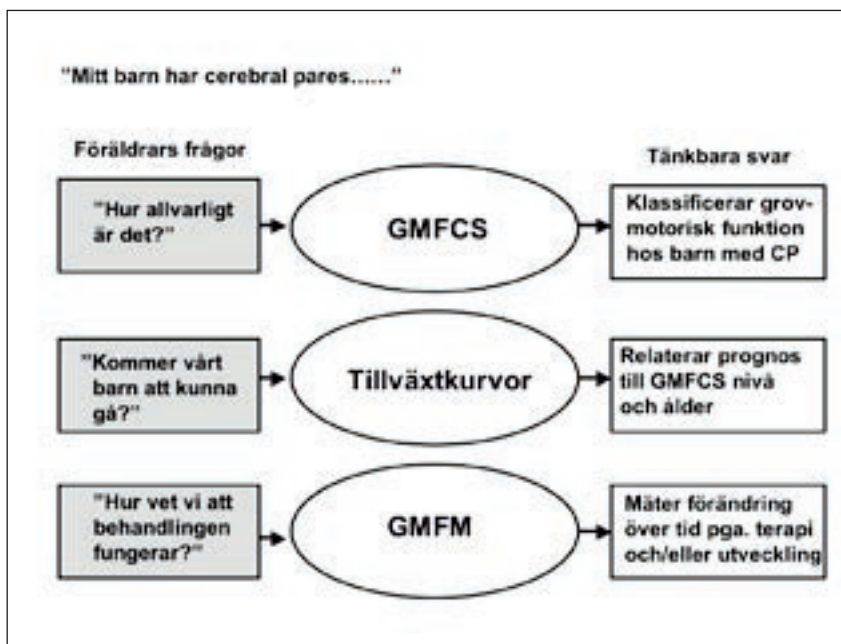 "Mitt barn har cerebral pares......"
Föräldrars frågor
Tänkbara svar
"Hur allvarligt
är det?"
GMFCS
Klassificerar grov-
motorisk funktion
hos barn med CP
"Kommer vårt
barn att kunna
gå?"
Tillväxtkurvor
Relaterar prognos
till GMFCS nivå
och ålder
"Hur vet vi att
behandlingen
fungerar?"
GMFM
Mäter förändring
över tid pga. terapi
och/eller utveckling